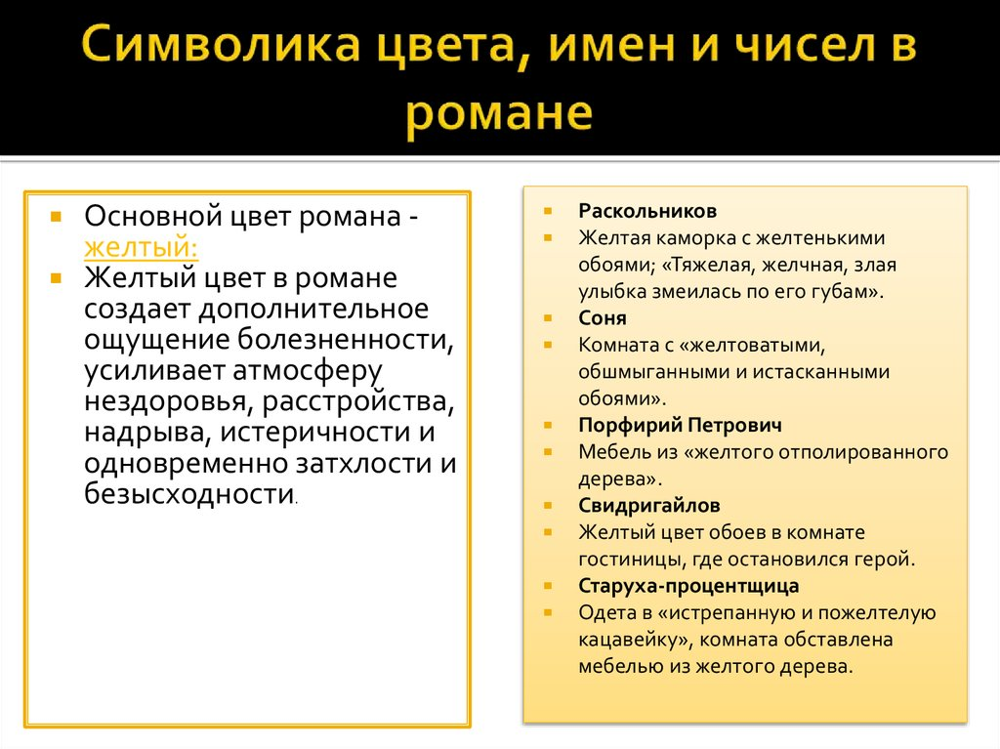 Символика цвета, имен и чисел в
романе
Основной цвет романа -
желтый:
Желтый цвет в романе
создает дополнительное
ощущение болезненности,
усиливает атмосферу
нездоровья, расстройства,
надрыва, истеричности и
одновременно затхлости и
безысходности.
Раскольников
Желтая каморка с желтенькими
обоями; «Тяжелая, желчная, злая
улыбка змеилась по его губам».
Соня
Комната с «желтоватыми,
обшмыганными и истасканными
обоями».
Порфирий Петрович
Мебель из «желтого отполированного
дерева».
Свидригайлов
Желтый цвет обоев в комнате
гостиницы, где остановился герой.
Старуха-процентщица
Одета в «истрепанную и пожелтелую
кацавейку», комната обставлена
мебелью из желтого дерева.